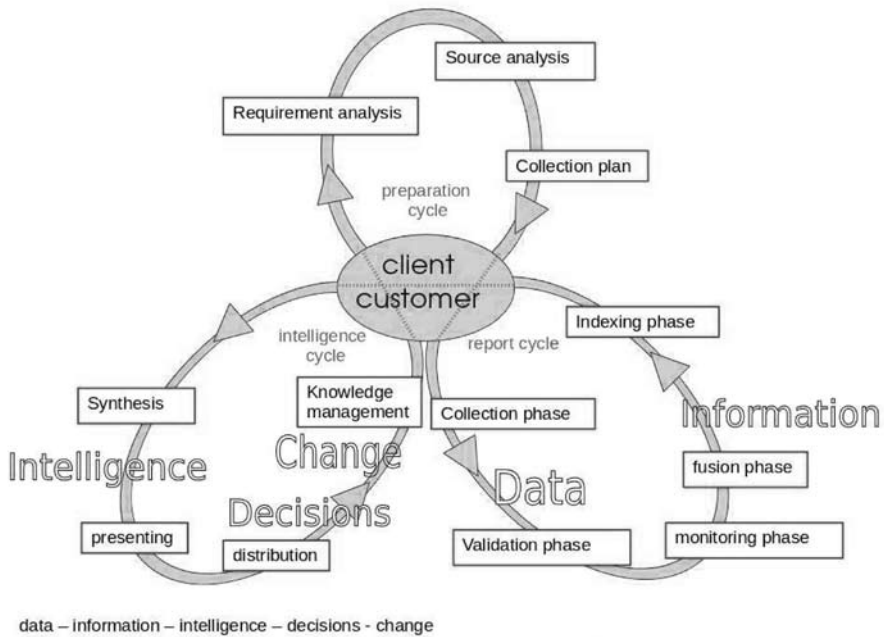 Source analysis
Requirement analysis
Collection plan
preparation
cycle
client
customer
intelligence
cycle
report cycle
Indexing phase
Synthesis
Knowledge
management
Collection phase
Information
Intelligence
Change
Data
fusion phase
Decisions
presenting
distribution
Validation phase
monitoring phase
data – information – intelligence – decisions - change